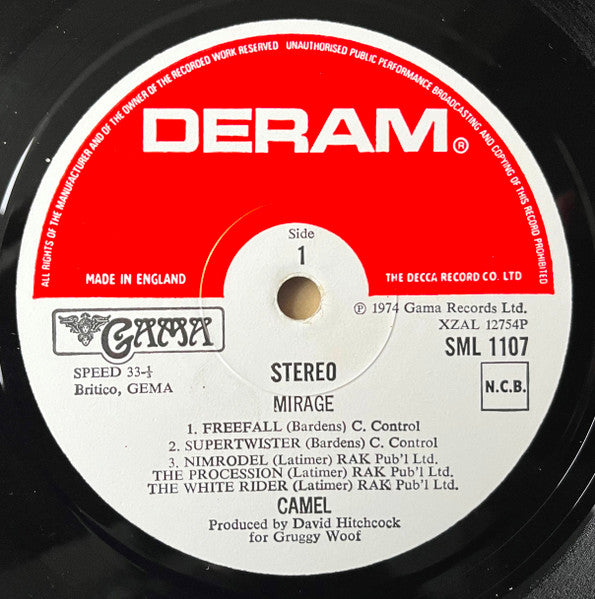 ALL RIGHTS OF THE MANUFACTURER AND OF THE OWNER OF THE RECORDED WORK RESERVED UNAUTHORISED PUBLIC PERFORMANCE BROADCASTING AND COPYING OF THIS RECORD PROHIBITED
DERAM®
Side
1
MADE IN ENGLAND
THE DECCA RECORD CO. LTD
GAMA
Ⓟ 1974 Gama Records Ltd.
XZAL 12754P
SML 1107
SPEED 33-⅓
Britico, GEMA
STEREO
N.C.B.
MIRAGE
1. FREEFALL (Bardens) C. Control
2. SUPERTWISTER (Bardens) C. Control
3. NIMRODEL (Latimer) RAK Pub'l Ltd.
THE PROCESSION (Latimer) RAK Pub'l Ltd.
THE WHITE RIDER (Latimer) RAK Pub'l Ltd.
CAMEL
Produced by David Hitchcock
for Gruggy Woof